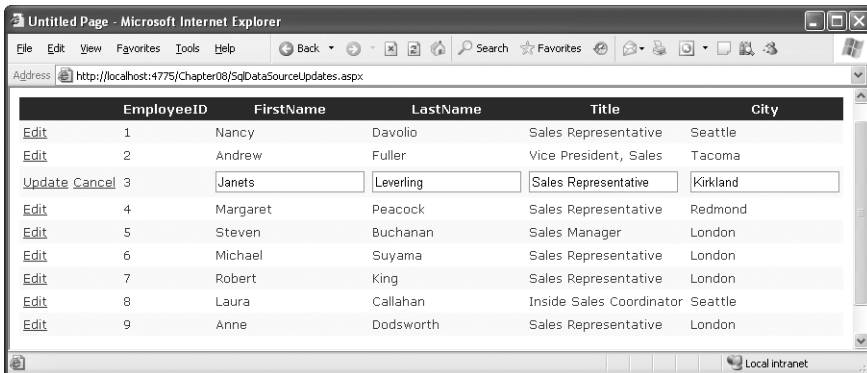 Untitled Page - Microsoft Internet Explorer
File Edit View Favorites Tools Help Back Search Favorites
Address http://localhost:4775/Chapter08/SqlDataSourceUpdates.aspx
EmployeeID FirstName LastName Title City
Edit 1 Nancy Davolio Sales Representative Seattle
Edit 2 Andrew Fuller Vice President, Sales Tacoma
Update Cancel 3 Janets Leverling Sales Representative Kirkland
Edit 4 Margaret Peacock Sales Representative Redmond
Edit 5 Steven Buchanan Sales Manager London
Edit 6 Michael Suyama Sales Representative London
Edit 7 Robert King Sales Representative London
Edit 8 Laura Callahan Inside Sales Coordinator Seattle
Edit 9 Anne Dodsworth Sales Representative London
Local intranet